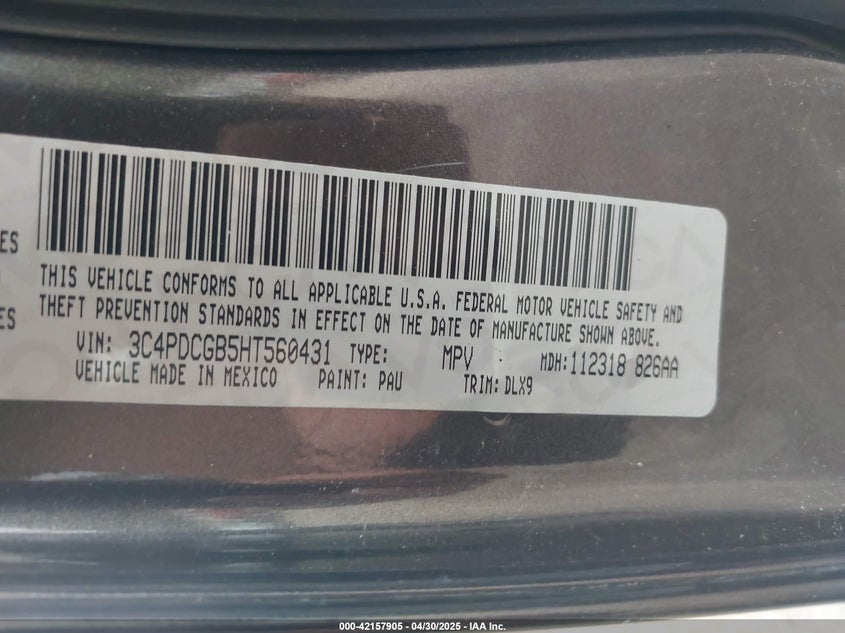 ES
THIS VEHICLE CONFORMS TO ALL APPLICABLE U.S.A. FEDERAL MOTOR VEHICLE SAFETY AND
ES THEFT PREVENTION STANDARDS IN EFFECT ON THE DATE OF MANUFACTURE SHOWN ABOVE.
VIN: 3C4PDCGB5HT560431 TYPE: MPV MDH:112318 826AA
VEHICLE MADE IN MEXICO PAINT: PAU TRIM: DLX9
000-42157905 - 04/30/2025 - IAA Inc.